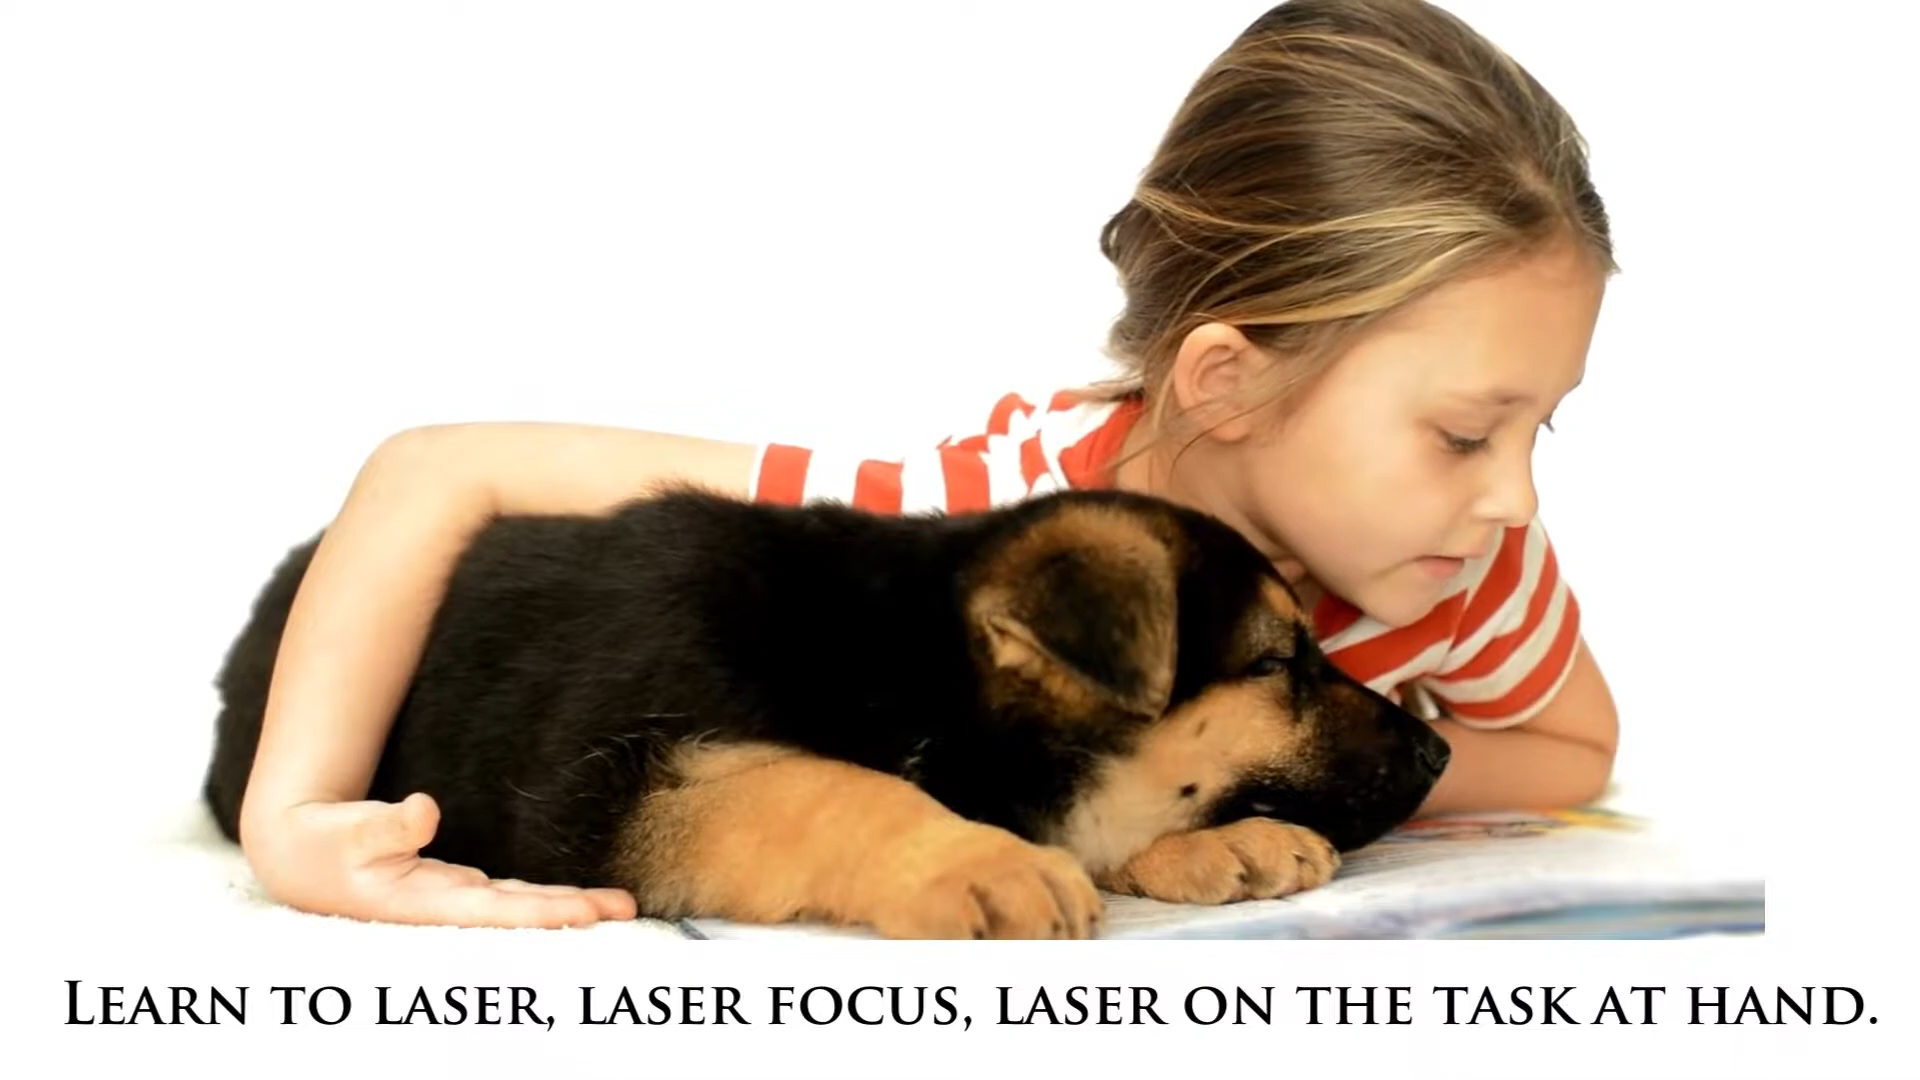 Learn to laser, laser focus, laser on the task at hand.